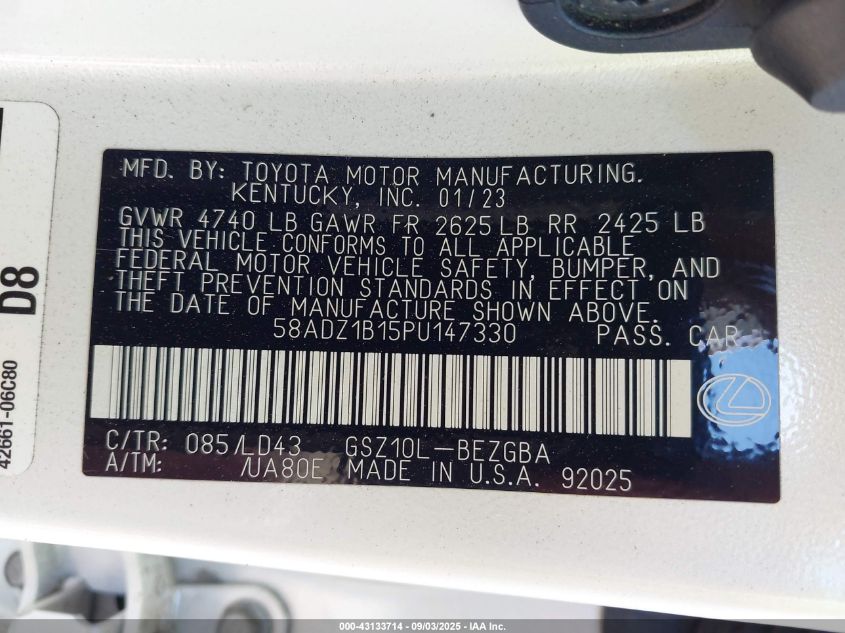 MFD. BY: TOYOTA MOTOR MANUFACTURING.
KENTUCKY, INC. 01/23
GVWR 4740 LB GAWR FR 2625 LB RR 2425 LB
THIS VEHICLE CONFORMS TO ALL APPLICABLE
FEDERAL MOTOR VEHICLE SAFETY, BUMPER, AND
THEFT PREVENTION STANDARDS IN EFFECT ON
THE DATE OF MANUFACTURE SHOWN ABOVE.
58ADZ1B15PU147330 PASS. CAR
C/TR: 085/LD43 GSZ10L-BEZGBA
A/TM: /UA80E MADE IN U.S.A. 92025
D8
42661-06C80
000-43133714 - 09/03/2025 - IAA Inc.